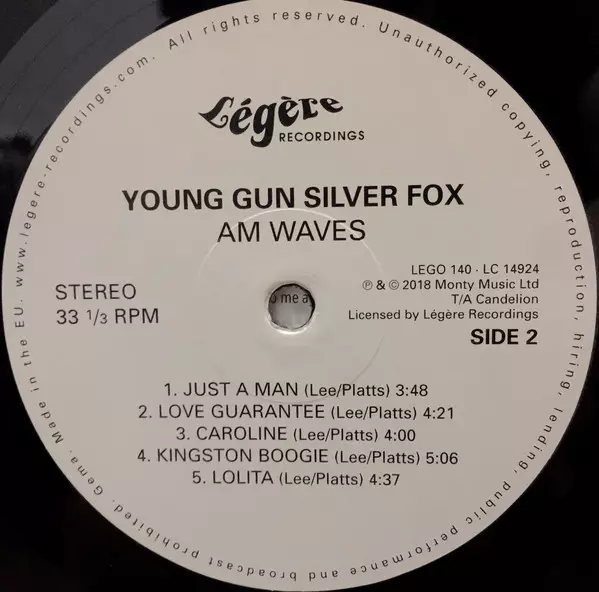 Légère
RECORDINGS
YOUNG GUN SILVER FOX
AM WAVES
STEREO
33 1/3 RPM
LEGO 140 · LC 14924
℗ & © 2018 Monty Music Ltd
T/A Candelion
Licensed by Légère Recordings
SIDE 2
1. JUST A MAN (Lee/Platts) 3:48
2. LOVE GUARANTEE (Lee/Platts) 4:21
3. CAROLINE (Lee/Platts) 4:00
4. KINGSTON BOOGIE (Lee/Platts) 5:06
5. LOLITA (Lee/Platts) 4:37
Made in the EU. www.legere-recordings.com. All rights reserved. Unauthorized copying, reproduction, hiring, lending, public performance and broadcasting prohibited. Gema.
me a